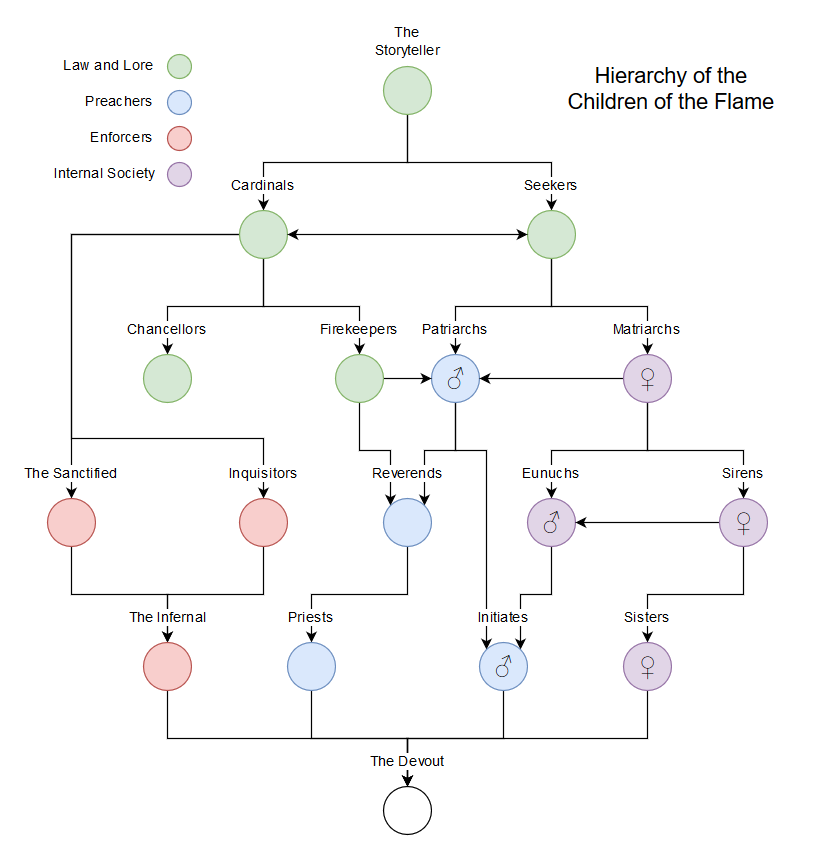 The
Storyteller
Hierarchy of the
Children of the Flame
Law and Lore
Preachers
Enforcers
Internal Society
Cardinals
Seekers
Chancellors
Firekeepers
Patriarchs
Matriarchs
♂
♀
The Sanctified
Inquisitors
Reverends
Eunuchs
Sirens
♂
♀
The Infernal
Priests
Initiates
Sisters
♂
♀
The Devout